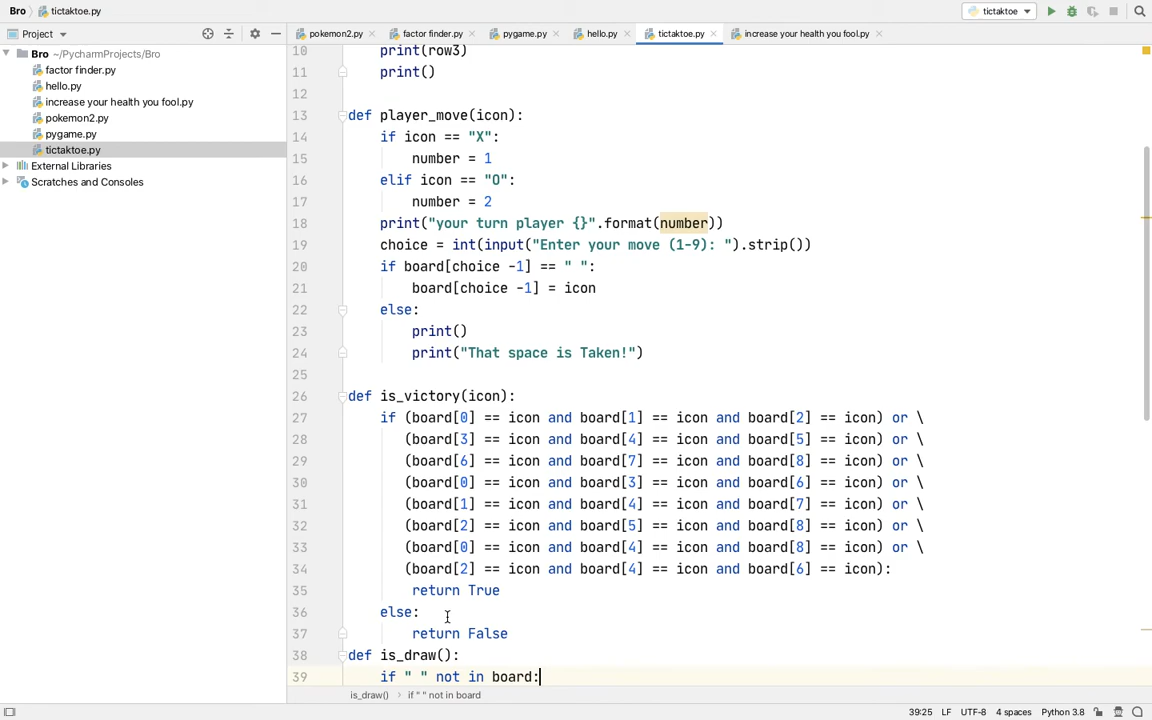 Bro  tictaktoe.py  tictaktoe
Project  pokemon2.py  factor finder.py  pygame.py  hello.py  tictaktoe.py  increase your health you fool.py
Bro ~/PycharmProjects/Bro
factor finder.py
hello.py
increase your health you fool.py
pokemon2.py
pygame.py
tictaktoe.py
External Libraries
Scratches and Consoles
10 print(row3)
11 print()
12
13 def player_move(icon):
14 if icon == "X":
15 number = 1
16 elif icon == "O":
17 number = 2
18 print("your turn player {}".format(number))
19 choice = int(input("Enter your move (1-9): ").strip())
20 if board[choice -1] == " ":
21 board[choice -1] = icon
22 else:
23 print()
24 print("That space is Taken!")
25
26 def is_victory(icon):
27 if (board[0] == icon and board[1] == icon and board[2] == icon) or \
28 (board[3] == icon and board[4] == icon and board[5] == icon) or \
29 (board[6] == icon and board[7] == icon and board[8] == icon) or \
30 (board[0] == icon and board[3] == icon and board[6] == icon) or \
31 (board[1] == icon and board[4] == icon and board[7] == icon) or \
32 (board[2] == icon and board[5] == icon and board[8] == icon) or \
33 (board[0] == icon and board[4] == icon and board[8] == icon) or \
34 (board[2] == icon and board[4] == icon and board[6] == icon):
35 return True
36 else:
37 return False
38 def is_draw():
39 if " " not in board:
is_draw() › if " " not in board
39:25 LF UTF-8 4 spaces Python 3.8